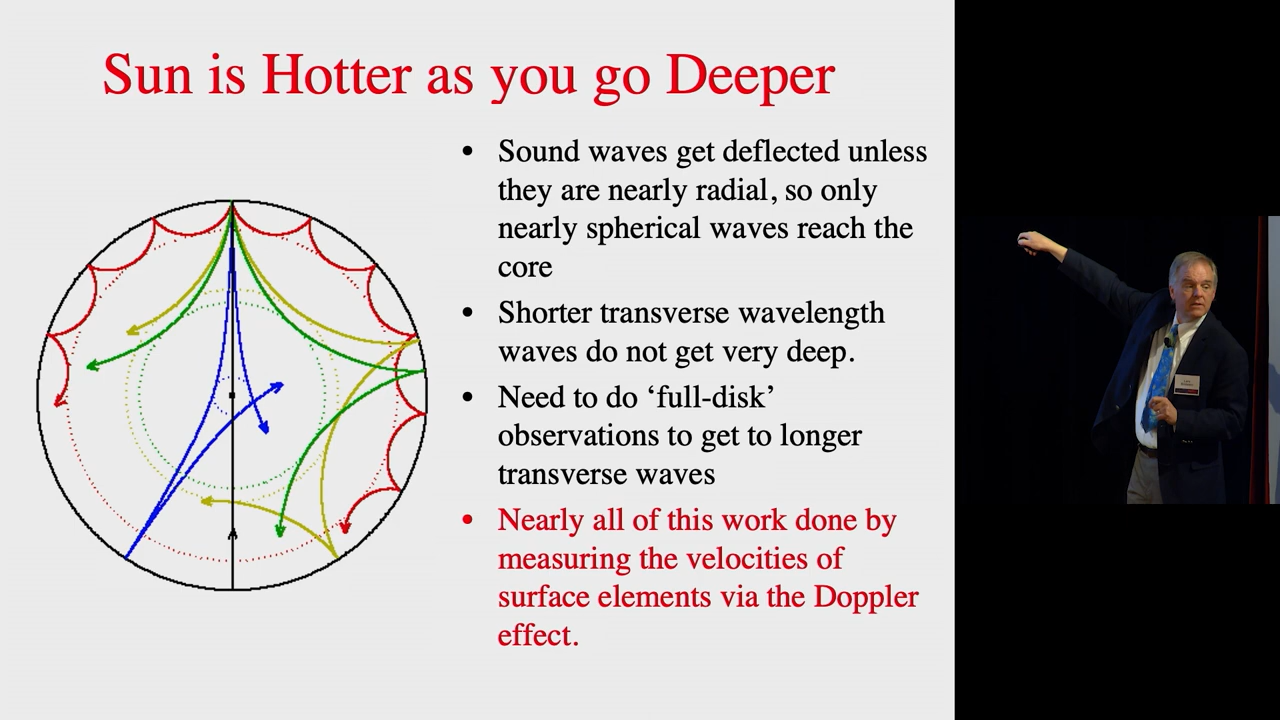 Sun is Hotter as you go Deeper
• Sound waves get deflected unless
they are nearly radial, so only
nearly spherical waves reach the
core
• Shorter transverse wavelength
waves do not get very deep.
• Need to do ‘full-disk’
observations to get to longer
transverse waves
• Nearly all of this work done by
measuring the velocities of
surface elements via the Doppler
effect.